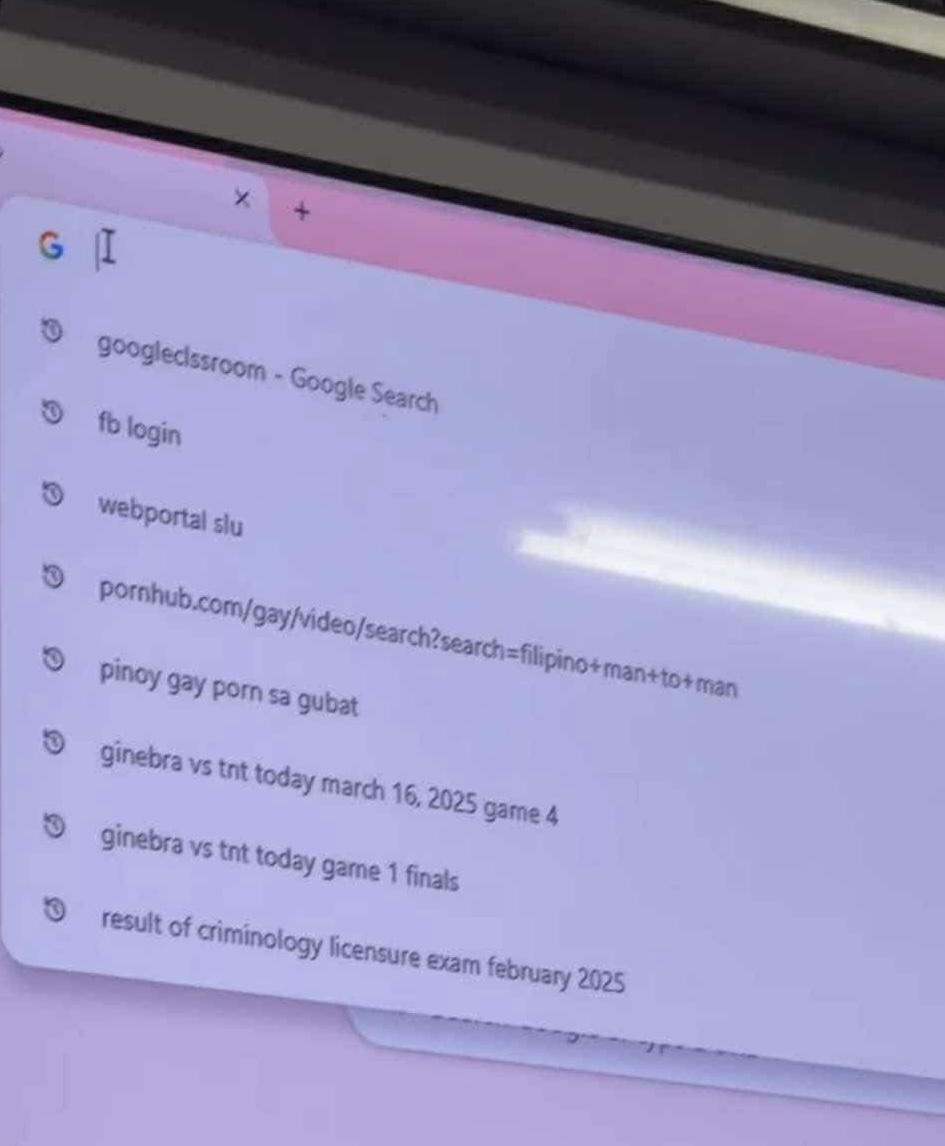 googleclssroom - Google Search
fb login
webportal slu
pornhub.com/gay/video/search?search=filipino+man+to+man
pinoy gay porn sa gubat
ginebra vs tnt today march 16, 2025 game 4
ginebra vs tnt today game 1 finals
result of criminology licensure exam february 2025